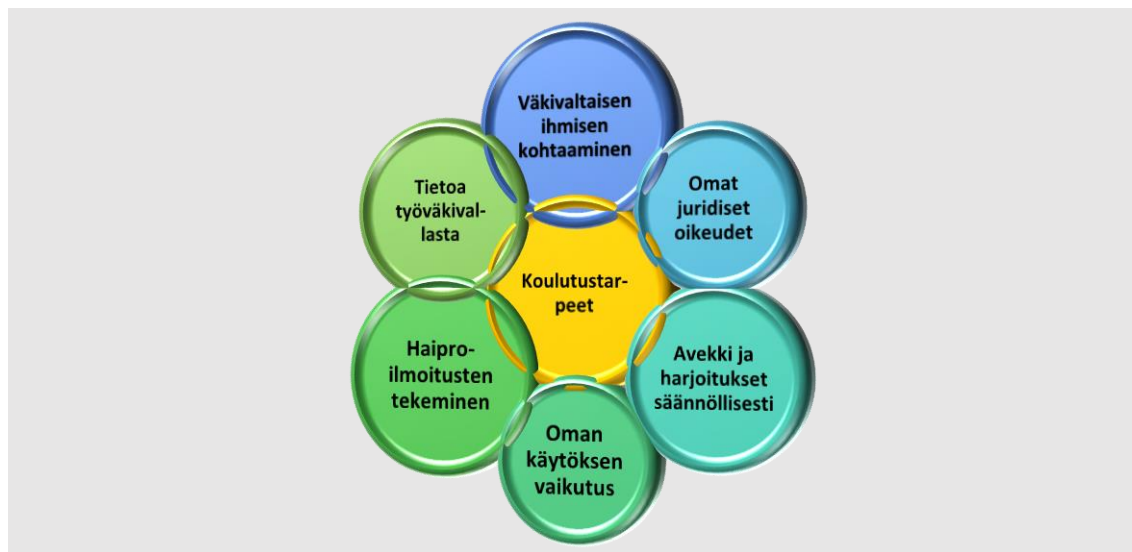 Väkivaltaisen
ihmisen
kohtaaminen
Omat
juridiset
oikeudet
Tietoa
työväkival-
lasta
Koulutustar-
peet
Avekki ja
harjoitukset
säännöllisesti
Haipro-
ilmoitusten
tekeminen
Oman
käytöksen
vaikutus